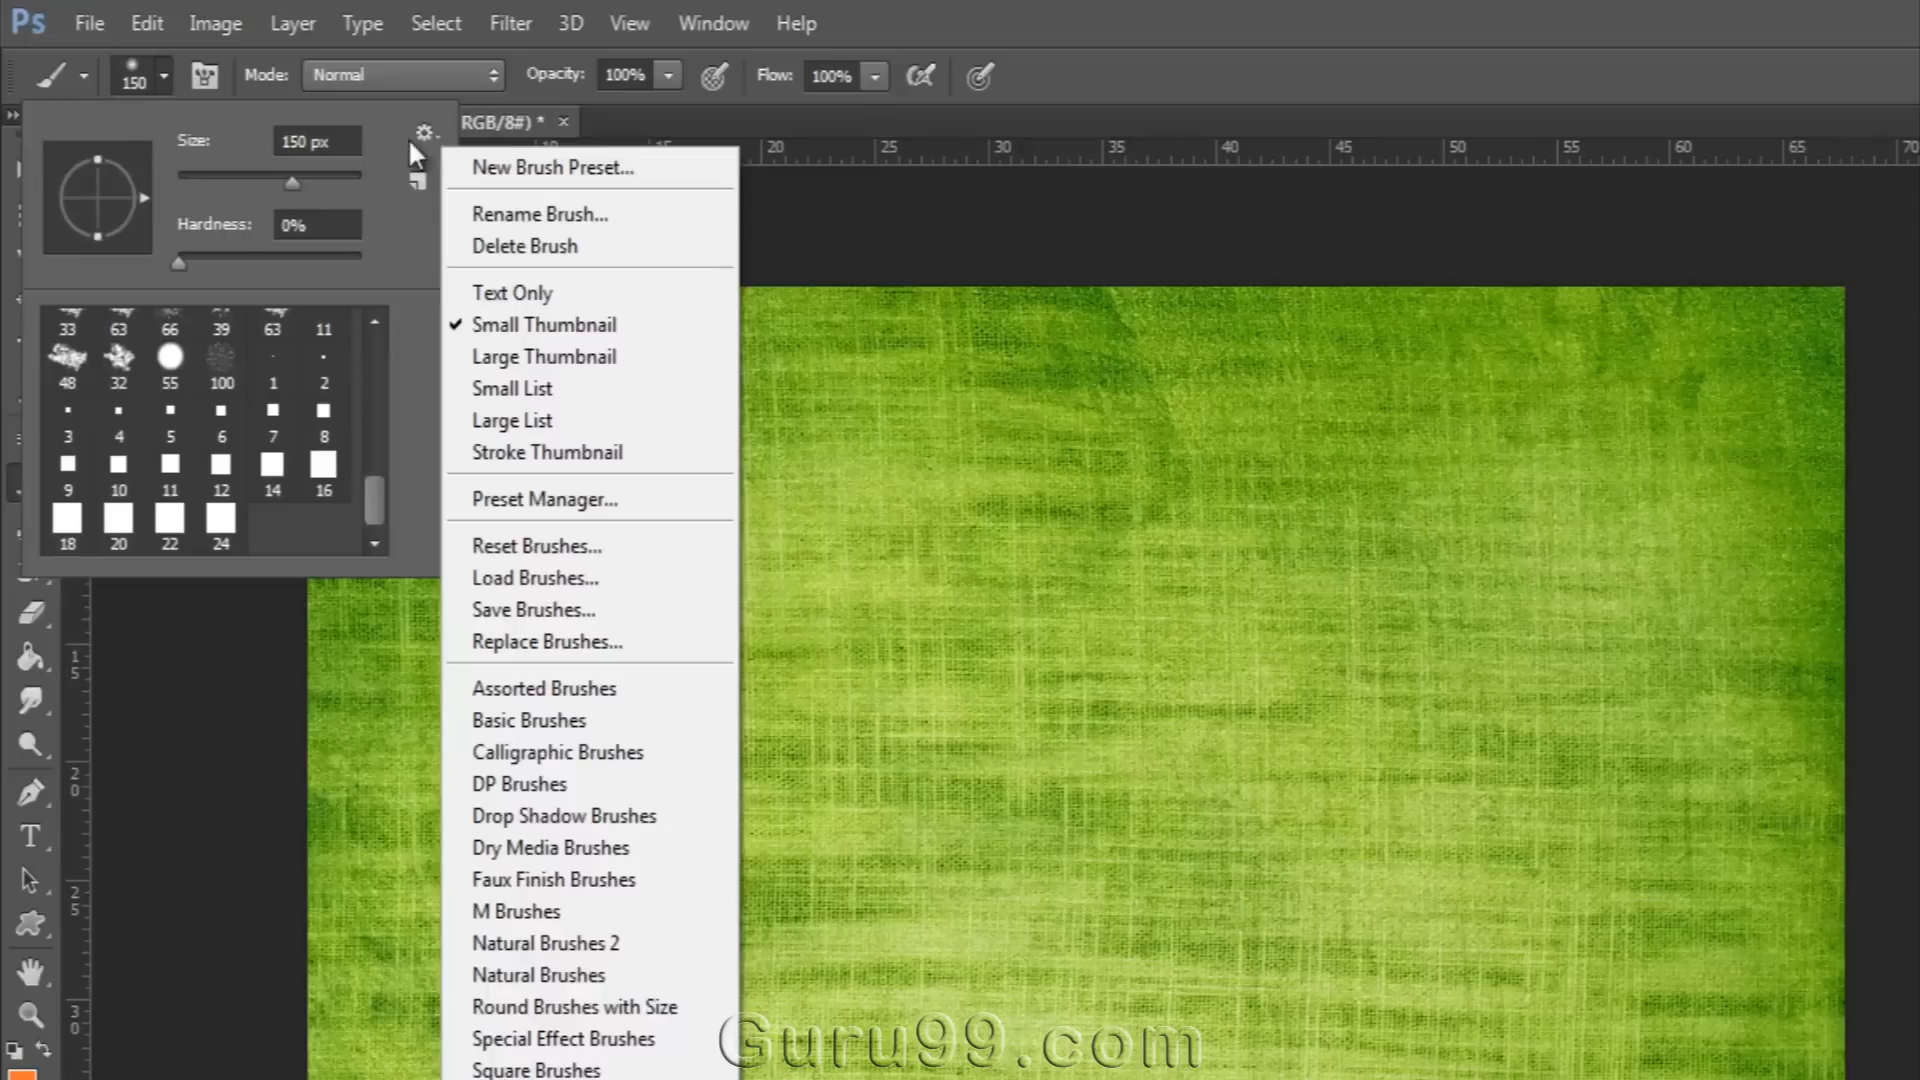 Ps File Edit Image Layer Type Select Filter 3D View Window Help
150 Mode: Normal Opacity: 100% Flow: 100%
RGB/8#) * ×
Size: 150 px
Hardness: 0%
10 15 20 25 30 35 40 45 50 55 60 65 70
33 63 66 39 63 11
48 32 55 100 1 2
3 4 5 6 7 8
9 10 11 12 14 16
18 20 22 24
New Brush Preset...
Rename Brush...
Delete Brush
Text Only
Small Thumbnail
Large Thumbnail
Small List
Large List
Stroke Thumbnail
Preset Manager...
Reset Brushes...
Load Brushes...
Save Brushes...
Replace Brushes...
Assorted Brushes
Basic Brushes
Calligraphic Brushes
DP Brushes
Drop Shadow Brushes
Dry Media Brushes
Faux Finish Brushes
M Brushes
Natural Brushes 2
Natural Brushes
Round Brushes with Size
Special Effect Brushes
Square Brushes
15
20
25
30
T
Guru99.com